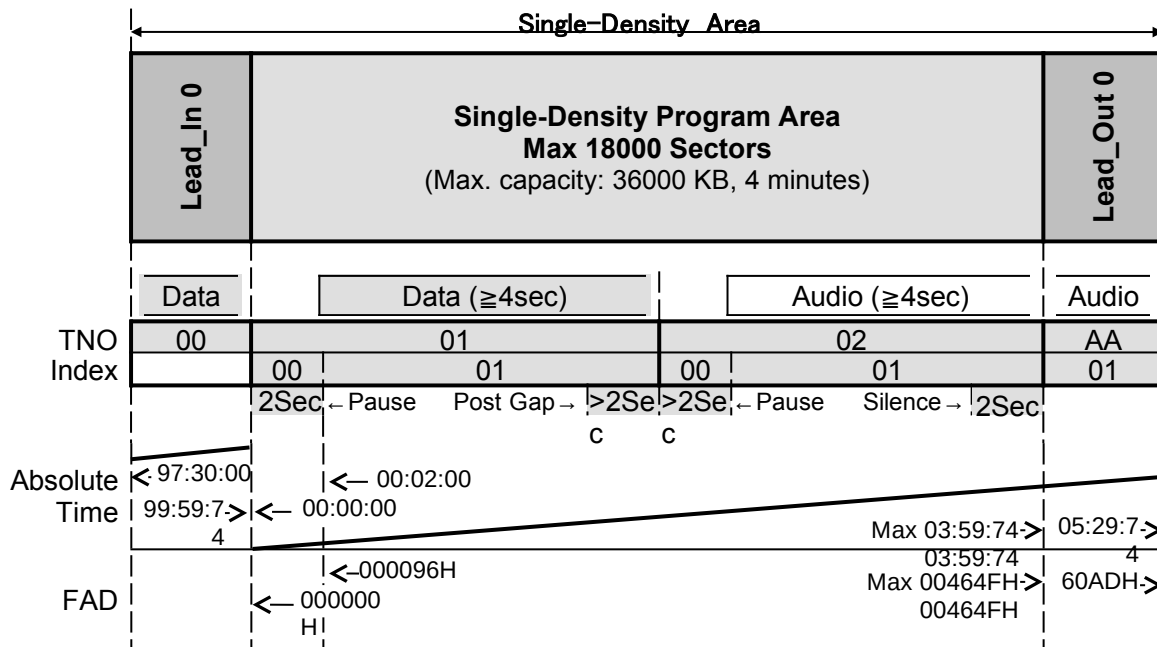 Single-Density Area
Lead_In 0
Single-Density Program Area
Max 18000 Sectors
(Max. capacity: 36000 KB, 4 minutes)
Lead_Out 0
Data Data (≧4sec) Audio (≧4sec) Audio
TNO 00 01 02 AA
Index 00 01 00 01 01
2Sec ←Pause Post Gap→ >2Se >2Se ←Pause Silence→ 2Sec
c c
Absolute
Time
97:30:00
00:02:00
99:59:7
4
00:00:00
Max 03:59:74
03:59:74
05:29:7
4
FAD
000096H
000000
H
Max 00464FH
00464FH
60ADH